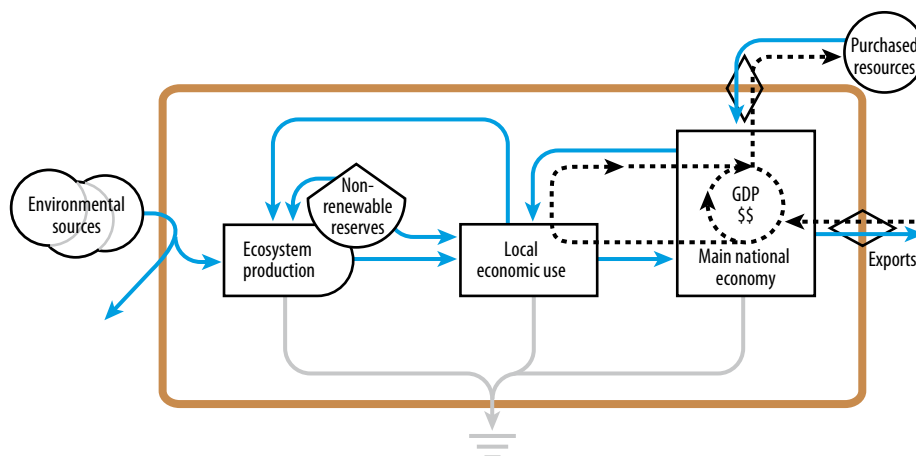 Purchased
resources
Environmental
sources
Non-
renewable
reserves
Ecosystem
production
Local
economic use
GDP
$$
Main national
economy
Exports